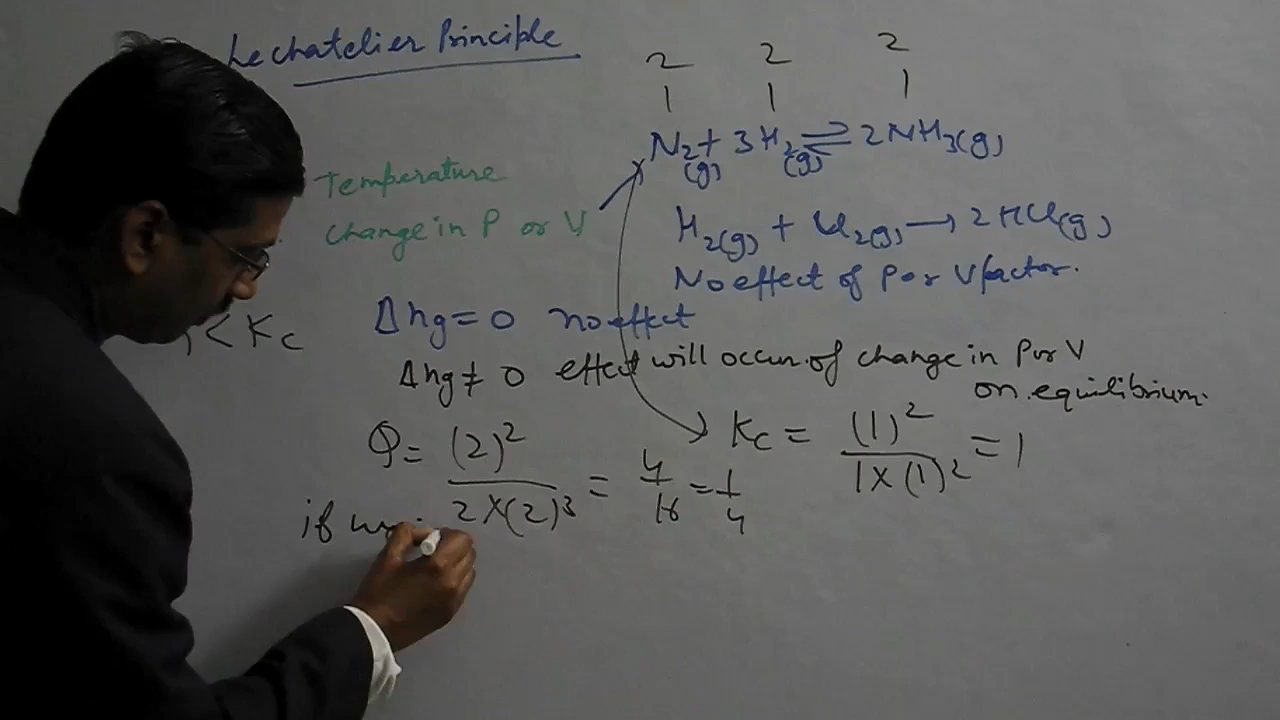 Lechatelier Principle
2 2 2
1 1 1
N₂(g) + 3H₂(g) ⇌ 2NH₃(g)
Temperature
change in P or V
H₂(g) + Cl₂(g) → 2HCl(g)
No effect of P or V factor.
Δng = 0 no effect
< Kc
Δng ≠ 0 effect will occur of change in P or V
on equilibrium.
Q = (2)² / 2×(2)³ = 4/16 = 1/4
Kc = (1)² / 1×(1)² = 1
if